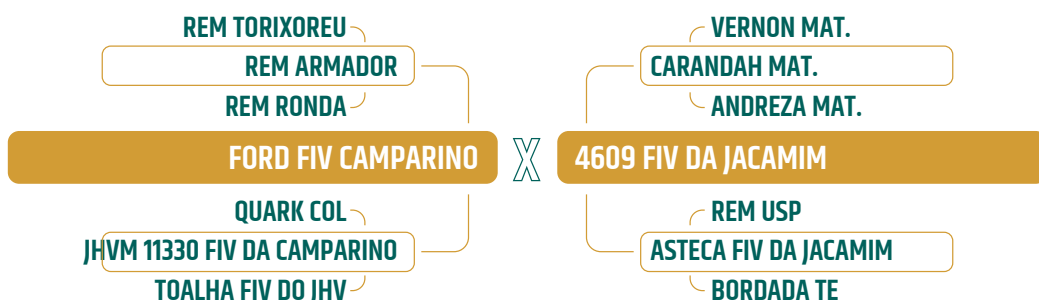 REM TORIXOREU
REM ARMADOR
REM RONDA
FORD FIV CAMPARINO
QUARK COL
JHVM 11330 FIV DA CAMPARINO
TOALHA FIV DO JHV
X
VERNON MAT.
CARANDAH MAT.
ANDREZA MAT.
4609 FIV DA JACAMIM
REM USP
ASTECA FIV DA JACAMIM
BORDADA TE